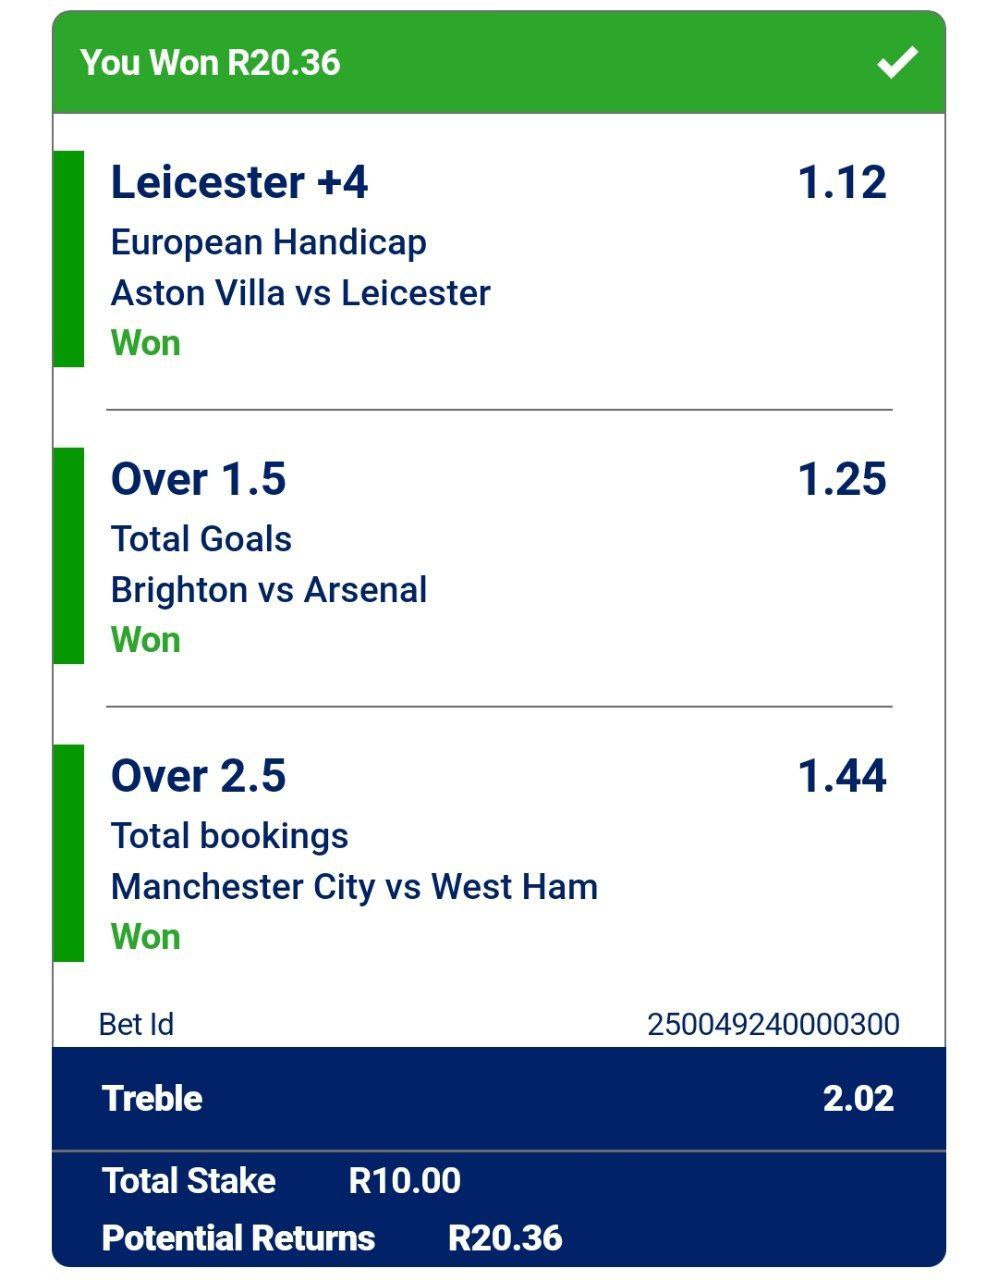 You Won R20.36
Leicester +4 1.12
European Handicap
Aston Villa vs Leicester
Won
Over 1.5 1.25
Total Goals
Brighton vs Arsenal
Won
Over 2.5 1.44
Total bookings
Manchester City vs West Ham
Won
Bet Id 250049240000300
Treble 2.02
Total Stake R10.00
Potential Returns R20.36